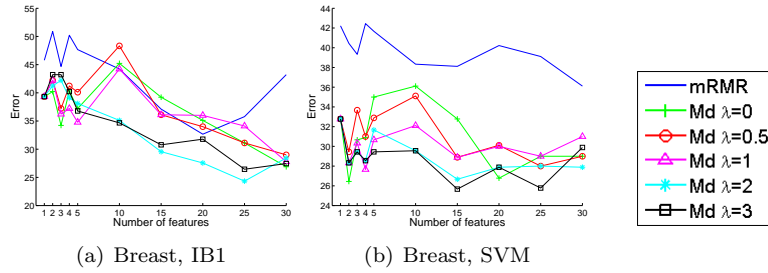 55
50
45
40
35
30
25
20
Error
1 2 3 4 5 10 15 20 25 30
Number of features
(a) Breast, IB1
44
42
40
38
36
34
32
30
28
26
24
Error
1 2 3 4 5 10 15 20 25 30
Number of features
(b) Breast, SVM
mRMR
Md λ=0
Md λ=0.5
Md λ=1
Md λ=2
Md λ=3